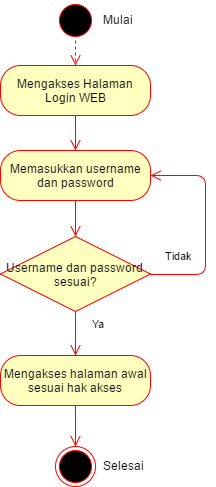 Mulai
Mengakses Halaman
Login WEB
Memasukkan username
dan password
Username dan password
sesuai?
Tidak
Ya
Mengakses halaman awal
sesuai hak akses
Selesai